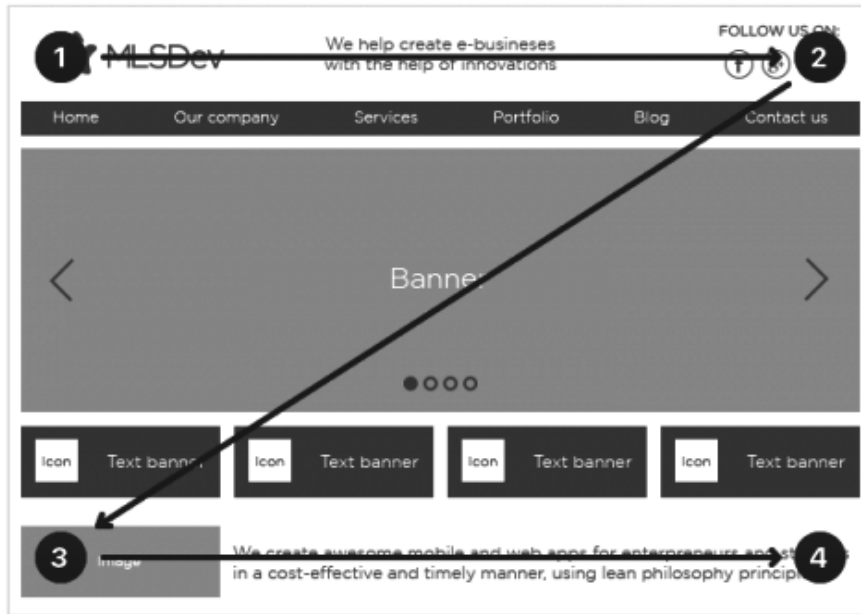 1
MLSDev
We help create e-busineses
with the help of innovations
FOLLOW US ON:
f
2
Home Our company Services Portfolio Blog Contact us
Banner
Icon Text banner Icon Text banner Icon Text banner Icon Text banner
3
Image
We create awesome mobile and web apps for enterpreneurs and
4
in a cost-effective and timely manner, using lean philosophy